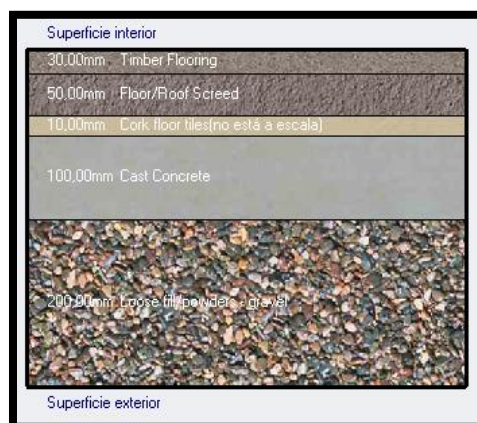 Superficie interior
30,00mm Timber Flooring
50,00mm Floor/Roof Screed
10,00mm Cork floor tiles(no está a escala)
100,00mm Cast Concrete
200,00mm Loose fill/powders - gravel
Superficie exterior